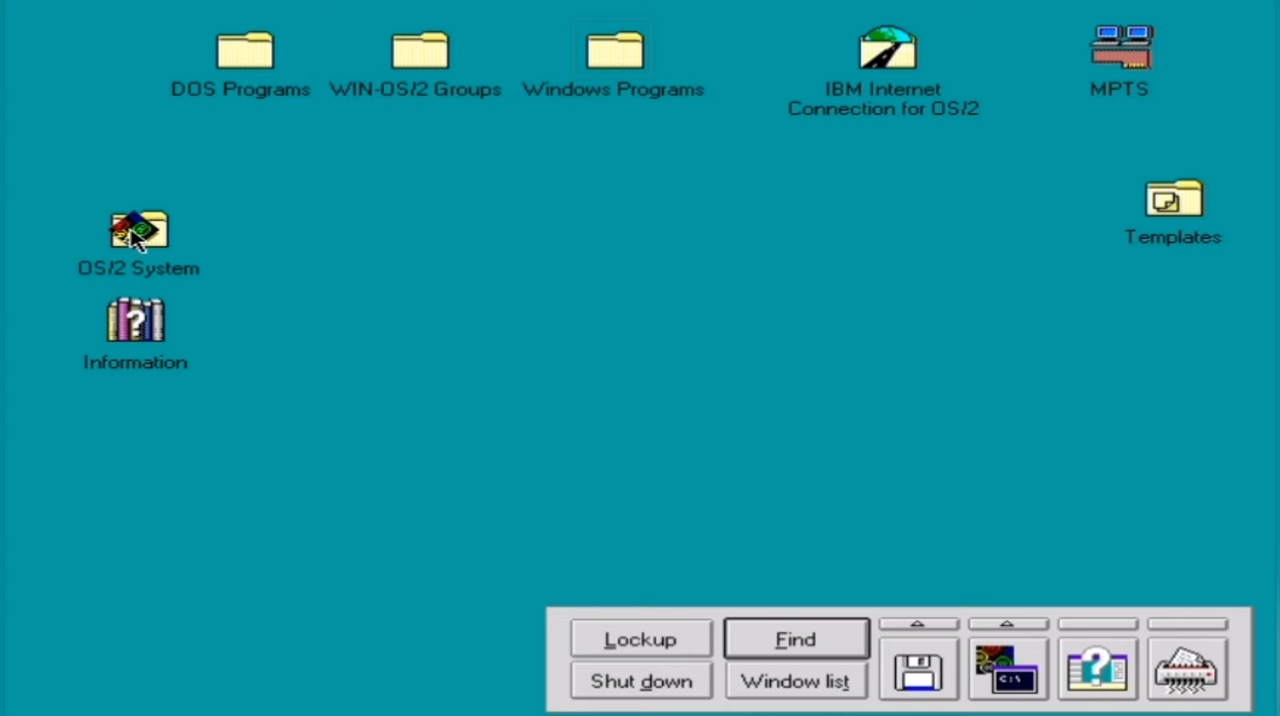 DOS Programs
WIN-OS/2 Groups
Windows Programs
IBM Internet
Connection for OS/2
MPTS
Templates
OS/2 System
Information
Lockup
Find
Shut down
Window list
C:\